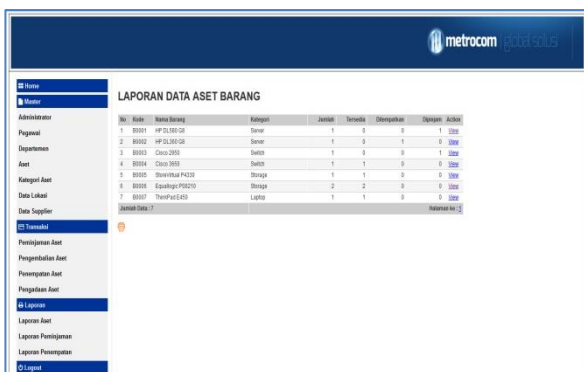 metrocom global solusi
Home
Master
Administrator
Pegawai
Departemen
Aset
Kategori Aset
Data Lokasi
Data Supplier
Transaksi
Peminjaman Aset
Pengembalian Aset
Penempatan Aset
Pengadaan Aset
Laporan
Laporan Aset
Laporan Peminjaman
Laporan Penempatan
Logout
LAPORAN DATA ASET BARANG
No Kode Nama Barang Kategori Jumlah Tersedia Ditempatkan Dipinjam Action
1 B0001 HP DL380 G8 Server 1 0 0 1 View
2 B0002 HP DL360 G8 Server 1 0 1 0 View
3 B0003 Cisco 2950 Switch 1 0 0 1 View
4 B0004 Cisco 3650 Switch 1 1 0 0 View
5 B0005 StoreVirtual P4330 Storage 1 1 0 0 View
6 B0006 Equallogic PS6210 Storage 2 2 0 0 View
7 B0007 ThinkPad E450 Laptop 1 1 0 0 View
Jumlah Data : 7 Halaman ke : 1